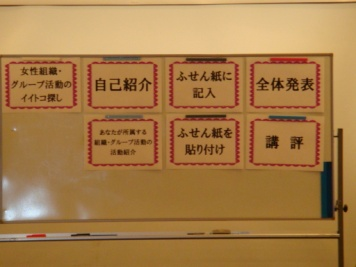 女性組織・
グループ活動の
イイトコ探し
自己紹介
ふせん紙に
記入
全体発表
あなたが所属する
組織・グループ活動の
活動紹介
ふせん紙を
貼り付け
講評